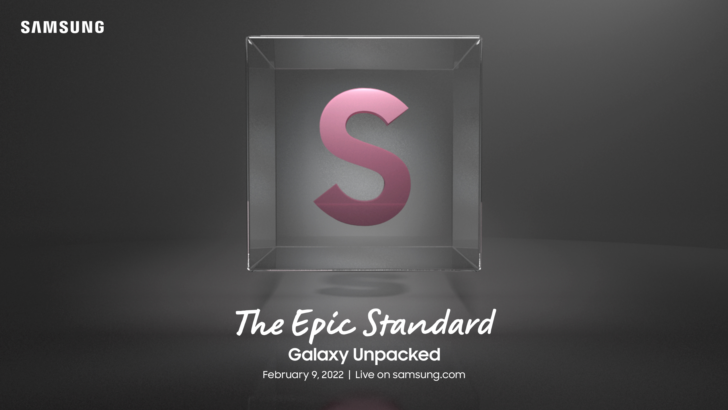 SAMSUNG
S
The Epic Standard
Galaxy Unpacked
February 9, 2022 | Live on samsung.com